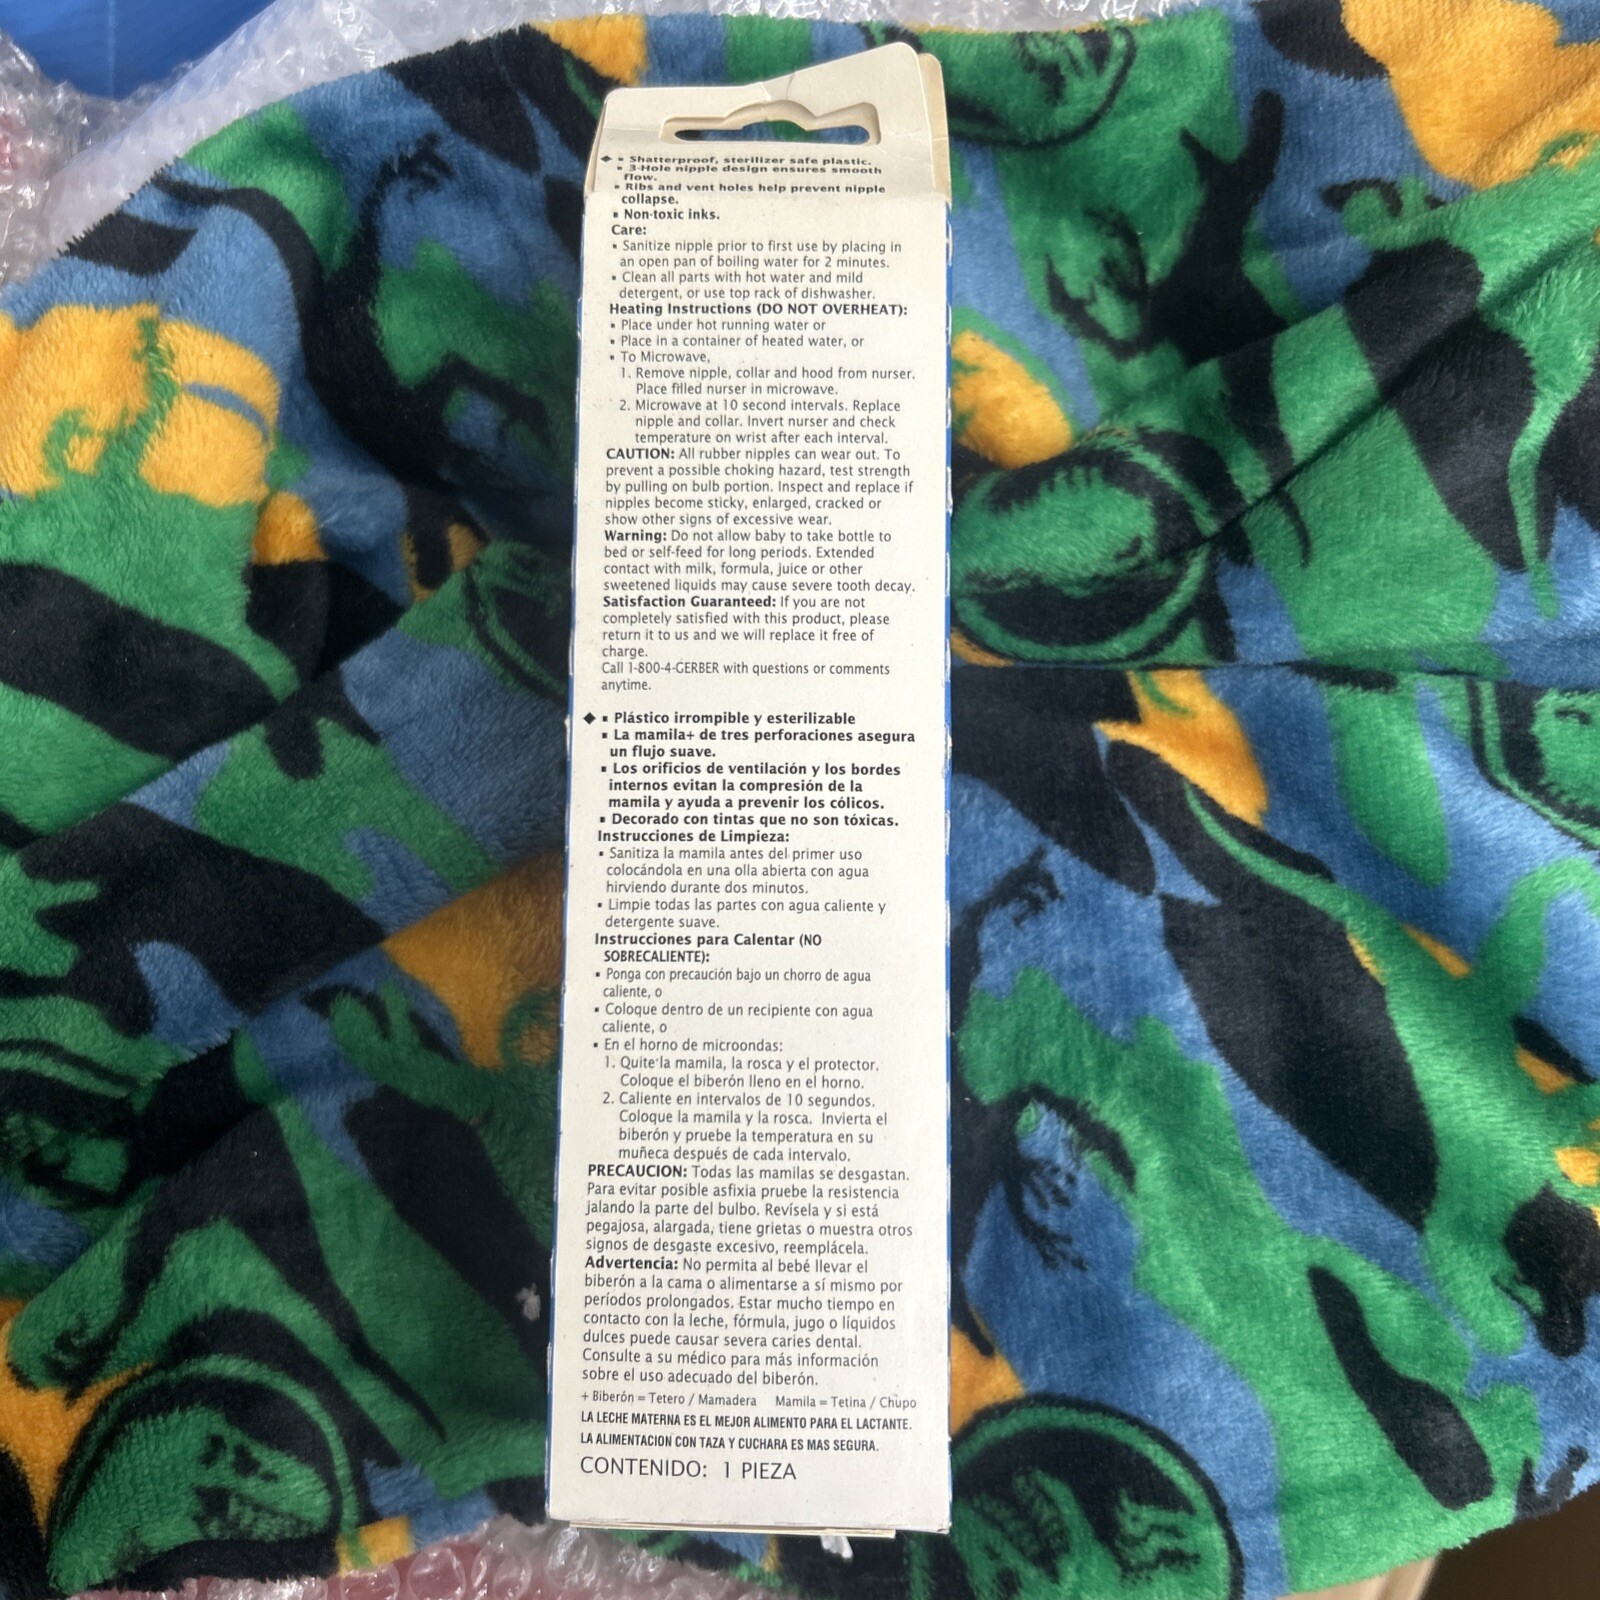 ◆ ▪ Shatterproof, sterilizer safe plastic.
▪ 3-Hole nipple design ensures smooth
flow.
▪ Ribs and vent holes help prevent nipple
collapse.
▪ Non-toxic inks.
Care:
▪ Sanitize nipple prior to first use by placing in
an open pan of boiling water for 2 minutes.
▪ Clean all parts with hot water and mild
detergent, or use top rack of dishwasher.
Heating Instructions (DO NOT OVERHEAT):
▪ Place under hot running water or
▪ Place in a container of heated water, or
▪ To Microwave,
1. Remove nipple, collar and hood from nurser.
Place filled nurser in microwave.
2. Microwave at 10 second intervals. Replace
nipple and collar. Invert nurser and check
temperature on wrist after each interval.
CAUTION: All rubber nipples can wear out. To
prevent a possible choking hazard, test strength
by pulling on bulb portion. Inspect and replace if
nipples become sticky, enlarged, cracked or
show other signs of excessive wear.
Warning: Do not allow baby to take bottle to
bed or self-feed for long periods. Extended
contact with milk, formula, juice or other
sweetened liquids may cause severe tooth decay.
Satisfaction Guaranteed: If you are not
completely satisfied with this product, please
return it to us and we will replace it free of
charge.
Call 1-800-4-GERBER with questions or comments
anytime.
◆ ▪ Plástico irrompible y esterilizable
▪ La mamila+ de tres perforaciones asegura
un flujo suave.
▪ Los orificios de ventilación y los bordes
internos evitan la compresión de la
mamila y ayuda a prevenir los cólicos.
▪ Decorado con tintas que no son tóxicas.
Instrucciones de Limpieza:
▪ Sanitiza la mamila antes del primer uso
colocándola en una olla abierta con agua
hirviendo durante dos minutos.
▪ Limpie todas las partes con agua caliente y
detergente suave.
Instrucciones para Calentar (NO
SOBRECALIENTE):
▪ Ponga con precaución bajo un chorro de agua
caliente, o
▪ Coloque dentro de un recipiente con agua
caliente, o
▪ En el horno de microondas:
1. Quite la mamila, la rosca y el protector.
Coloque el biberón lleno en el horno.
2. Caliente en intervalos de 10 segundos.
Coloque la mamila y la rosca. Invierta el
biberón y pruebe la temperatura en su
muñeca después de cada intervalo.
PRECAUCION: Todas las mamilas se desgastan.
Para evitar posible asfixia pruebe la resistencia
jalando la parte del bulbo. Revísela y si está
pegajosa, alargada, tiene grietas o muestra otros
signos de desgaste excesivo, reemplácela.
Advertencia: No permita al bebé llevar el
biberón a la cama o alimentarse a sí mismo por
períodos prolongados. Estar mucho tiempo en
contacto con la leche, fórmula, jugo o líquidos
dulces puede causar severa caries dental.
Consulte a su médico para más información
sobre el uso adecuado del biberón.
+ Biberón = Tetero / Mamadera Mamila = Tetina / Chupo
LA LECHE MATERNA ES EL MEJOR ALIMENTO PARA EL LACTANTE.
LA ALIMENTACION CON TAZA Y CUCHARA ES MAS SEGURA.
CONTENIDO: 1 PIEZA